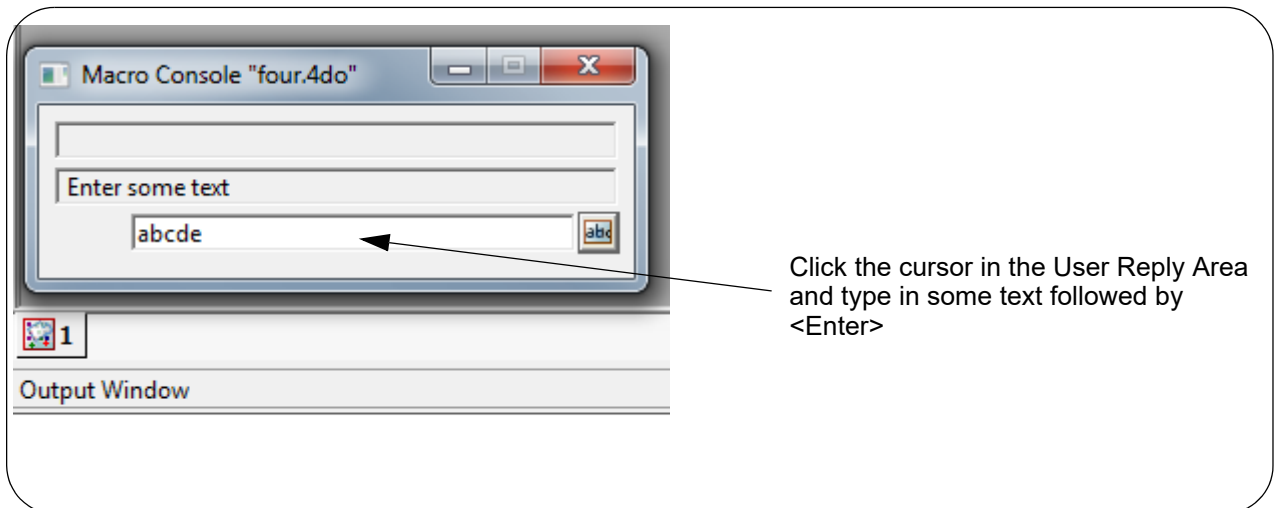 Macro Console "four.4do"
Enter some text
abcde
abc
1
Output Window
Click the cursor in the User Reply Area
and type in some text followed by
<Enter>